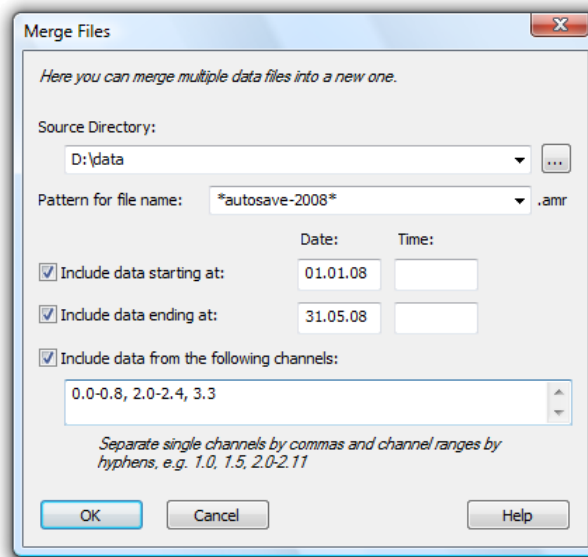 Merge Files
Here you can merge multiple data files into a new one.
Source Directory:
D:\data
...
Pattern for file name: *autosave-2008* .amr
Date: Time:
Include data starting at: 01.01.08
Include data ending at: 31.05.08
Include data from the following channels:
0.0-0.8, 2.0-2.4, 3.3
Separate single channels by commas and channel ranges by
hyphens, e.g. 1.0, 1.5, 2.0-2.11
OK Cancel Help